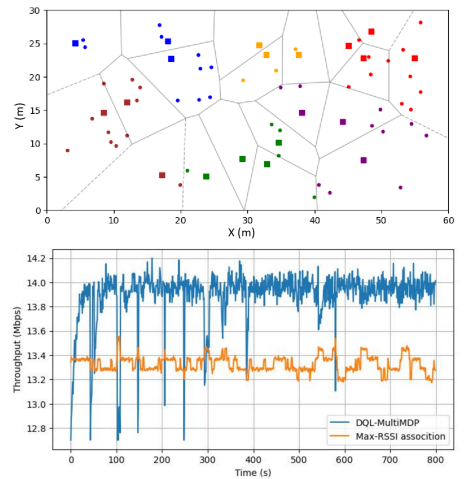 30
25
20
15
10
5
0
0 10 20 30 40 50 60
Y (m)
X (m)
14.2
14.0
13.8
13.6
13.4
13.2
13.0
12.8
Throughput (Mbps)
DQL-MultiMDP
Max-RSSI assocition
0 100 200 300 400 500 600 700 800
Time (s)